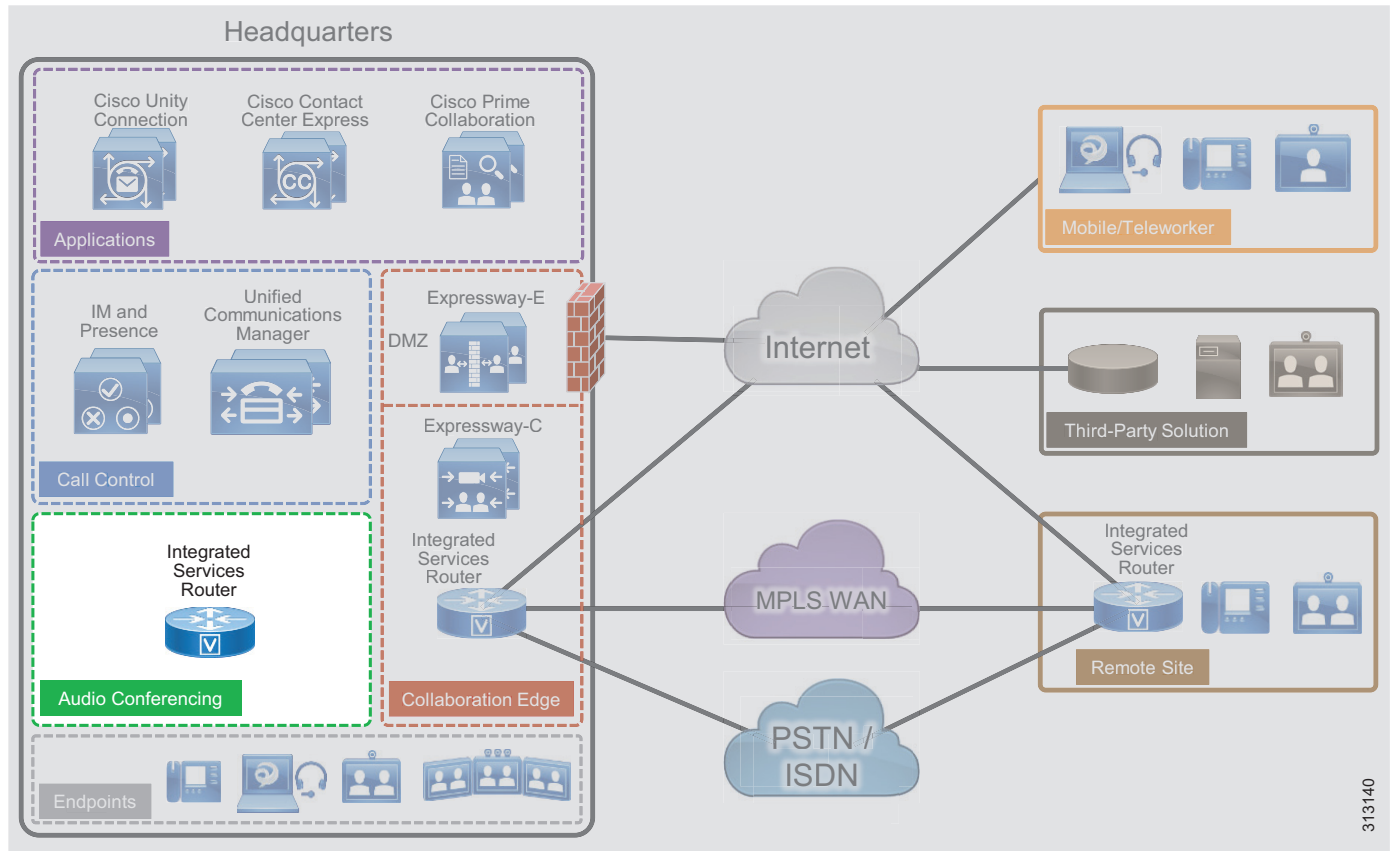 Headquarters
Cisco Unity
Connection
Cisco Contact
Center Express
Cisco Prime
Collaboration
CC
Applications
IM and
Presence
Unified
Communications
Manager
Call Control
Expressway-E
DMZ
Expressway-C
Integrated
Services
Router
V
Collaboration Edge
Integrated
Services
Router
V
Audio Conferencing
Endpoints
Internet
MPLS WAN
PSTN /
ISDN
Mobile/Teleworker
Third-Party Solution
Integrated
Services
Router
V
Remote Site
313140